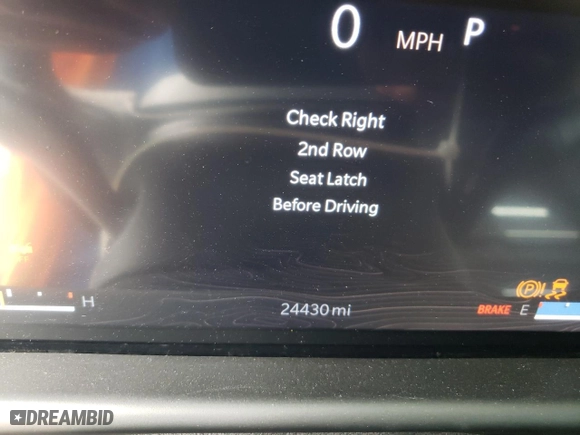 0 MPH P
Check Right
2nd Row
Seat Latch
Before Driving
H
24430 mi
BRAKE E
DREAMBID